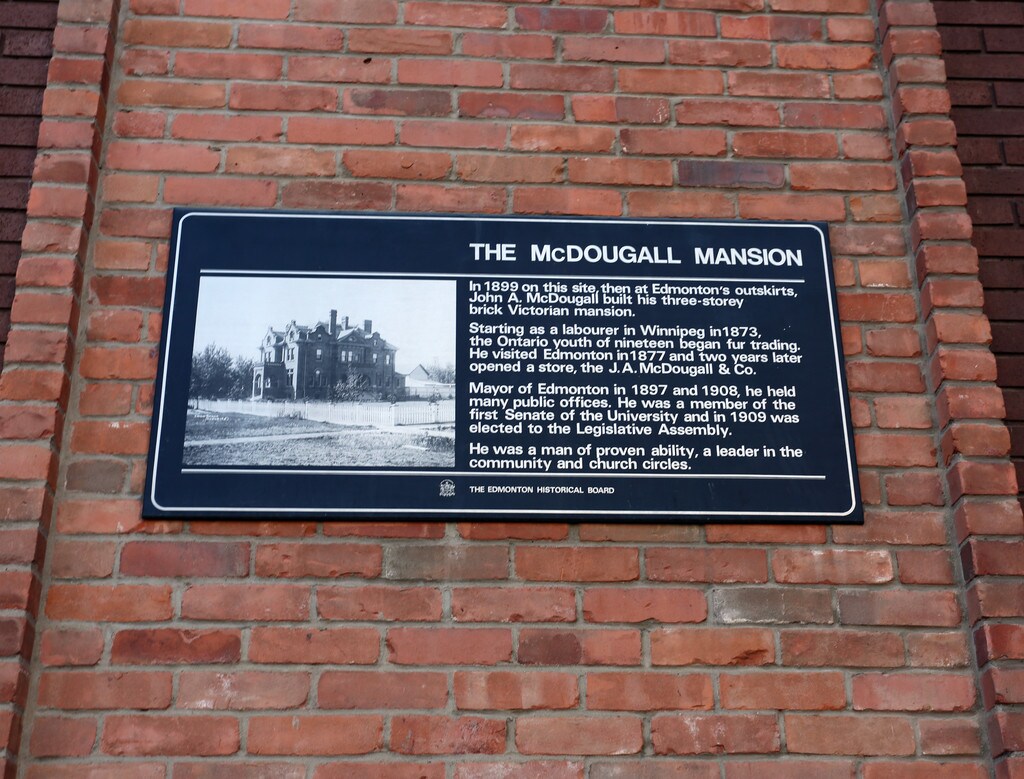 THE McDOUGALL MANSION
In 1899 on this site, then at Edmonton's outskirts,
John A. McDougall built his three-storey
brick Victorian mansion.
Starting as a labourer in Winnipeg in 1873,
the Ontario youth of nineteen began fur trading.
He visited Edmonton in 1877 and two years later
opened a store, the J.A. McDougall & Co.
Mayor of Edmonton in 1897 and 1908, he held
many public offices. He was a member of the
first Senate of the University and in 1909 was
elected to the Legislative Assembly.
He was a man of proven ability, a leader in the
community and church circles.
THE EDMONTON HISTORICAL BOARD